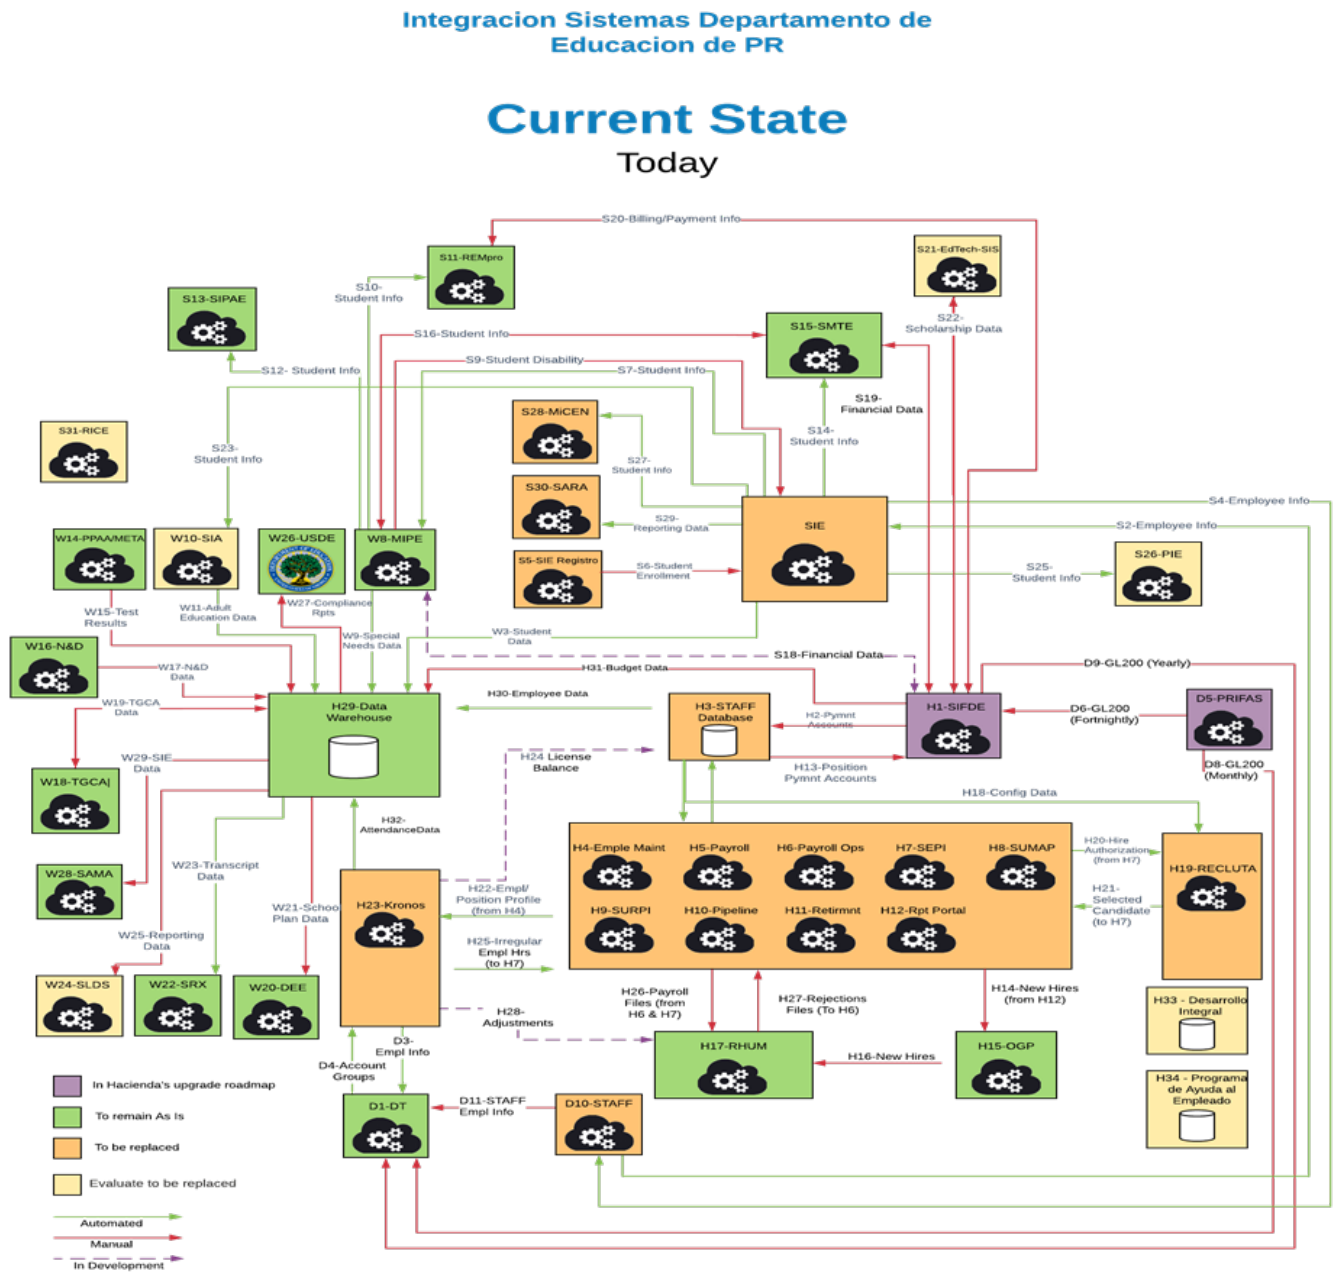 Integracion Sistemas Departamento de
Educacion de PR
Current State
Today
S20-Billing/Payment Info
S11-REMpro
S21-EdTech-SIS
S10-
Student Info
S13-SIPAE
S22-
Scholarship Data
S16-Student Info
S15-SMTE
S9-Student Disability
S12- Student Info
S7-Student Info
S19-
Financial Data
S28-MiCEN
S31-RICE
S14-
Student Info
S23-
Student Info
S27-
Student Info
S30-SARA
S4-Employee Info
S29-
Reporting Data
SIE
S2-Employee Info
W14-PPAA/META
W10-SIA
W26-USDE
W8-MIPE
S5-SIE Registro
S6-Student
Enrollment
S26-PIE
S25-
Student Info
W15-Test
Results
W11-Adult
Education Data
W27-Compliance
Rpts
W9-Special
Needs Data
W3-Student
Data
W16-N&D
W17-N&D
Data
S18-Financial Data
H31-Budget Data
D9-GL200 (Yearly)
H30-Employee Data
W19-TGCA
Data
H29-Data
Warehouse
H3-STAFF
Database
H2-Pymnt
Accounts
H1-SIFDE
D6-GL200
(Fortnightly)
D5-PRIFAS
W29-SIE
Data
H24 License
Balance
H13-Position
Pymnt Accounts
D8-GL200
(Monthly)
W18-TGCA|
H18-Config Data
H32-
AttendanceData
H4-Emple Maint
H5-Payroll
H6-Payroll Ops
H7-SEPI
H8-SUMAP
H20-Hire
Authorization
(from H7)
W28-SAMA
W23-Transcript
Data
H19-RECLUTA
H22-Empl/
Position Profile
(from H4)
H21-
Selected
Candidate
(to H7)
W21-Schoo
Plan Data
H23-Kronos
H9-SURPI
H10-Pipeline
H11-Retirmnt
H12-Rpt Portal
W25-Reporting
Data
H25-Irregular
Empl Hrs
(to H7)
W24-SLDS
W22-SRX
W20-DEE
H26-Payroll
Files (from
H6 & H7)
H27-Rejections
Files (To H6)
H14-New Hires
(from H12)
H33 - Desarrollo
Integral
H28-
Adjustments
D3-
Empl Info
H17-RHUM
H16-New Hires
H15-OGP
D4-Account
Groups
H34 - Programa
de Ayuda al
Empleado
In Hacienda's upgrade roadmap
To remain As Is
D1-DT
D11-STAFF
Empl Info
D10-STAFF
To be replaced
Evaluate to be replaced
Automated
Manual
In Development